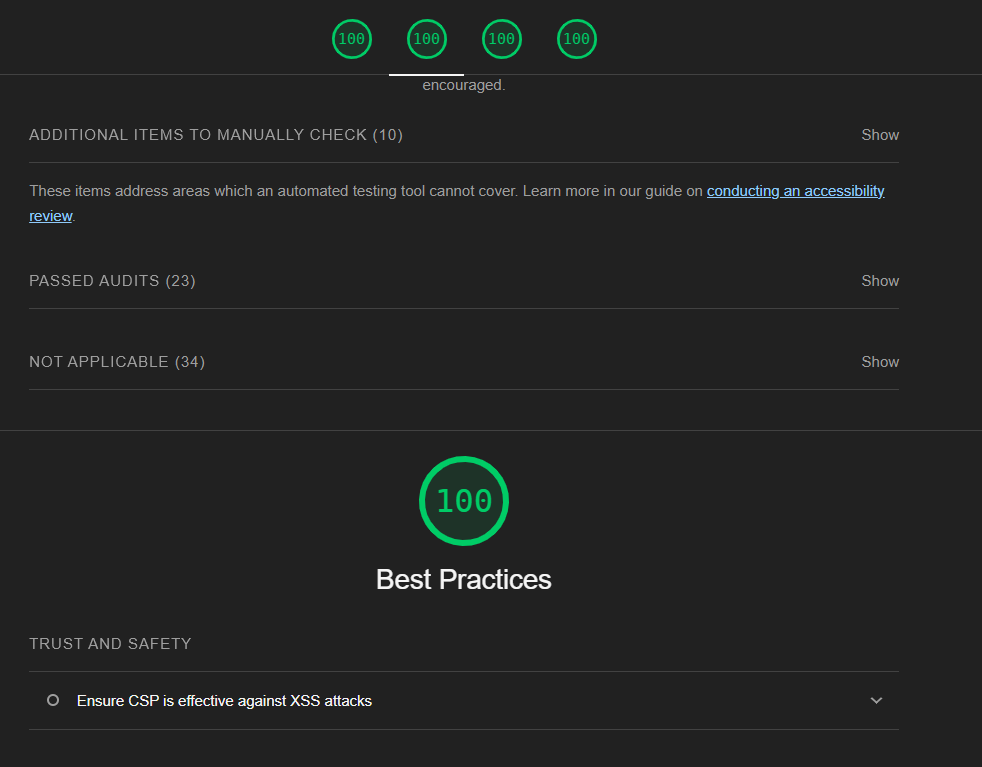 100 100 100 100
encouraged.
ADDITIONAL ITEMS TO MANUALLY CHECK (10) Show
These items address areas which an automated testing tool cannot cover. Learn more in our guide on conducting an accessibility
review.
PASSED AUDITS (23) Show
NOT APPLICABLE (34) Show
100
Best Practices
TRUST AND SAFETY
Ensure CSP is effective against XSS attacks